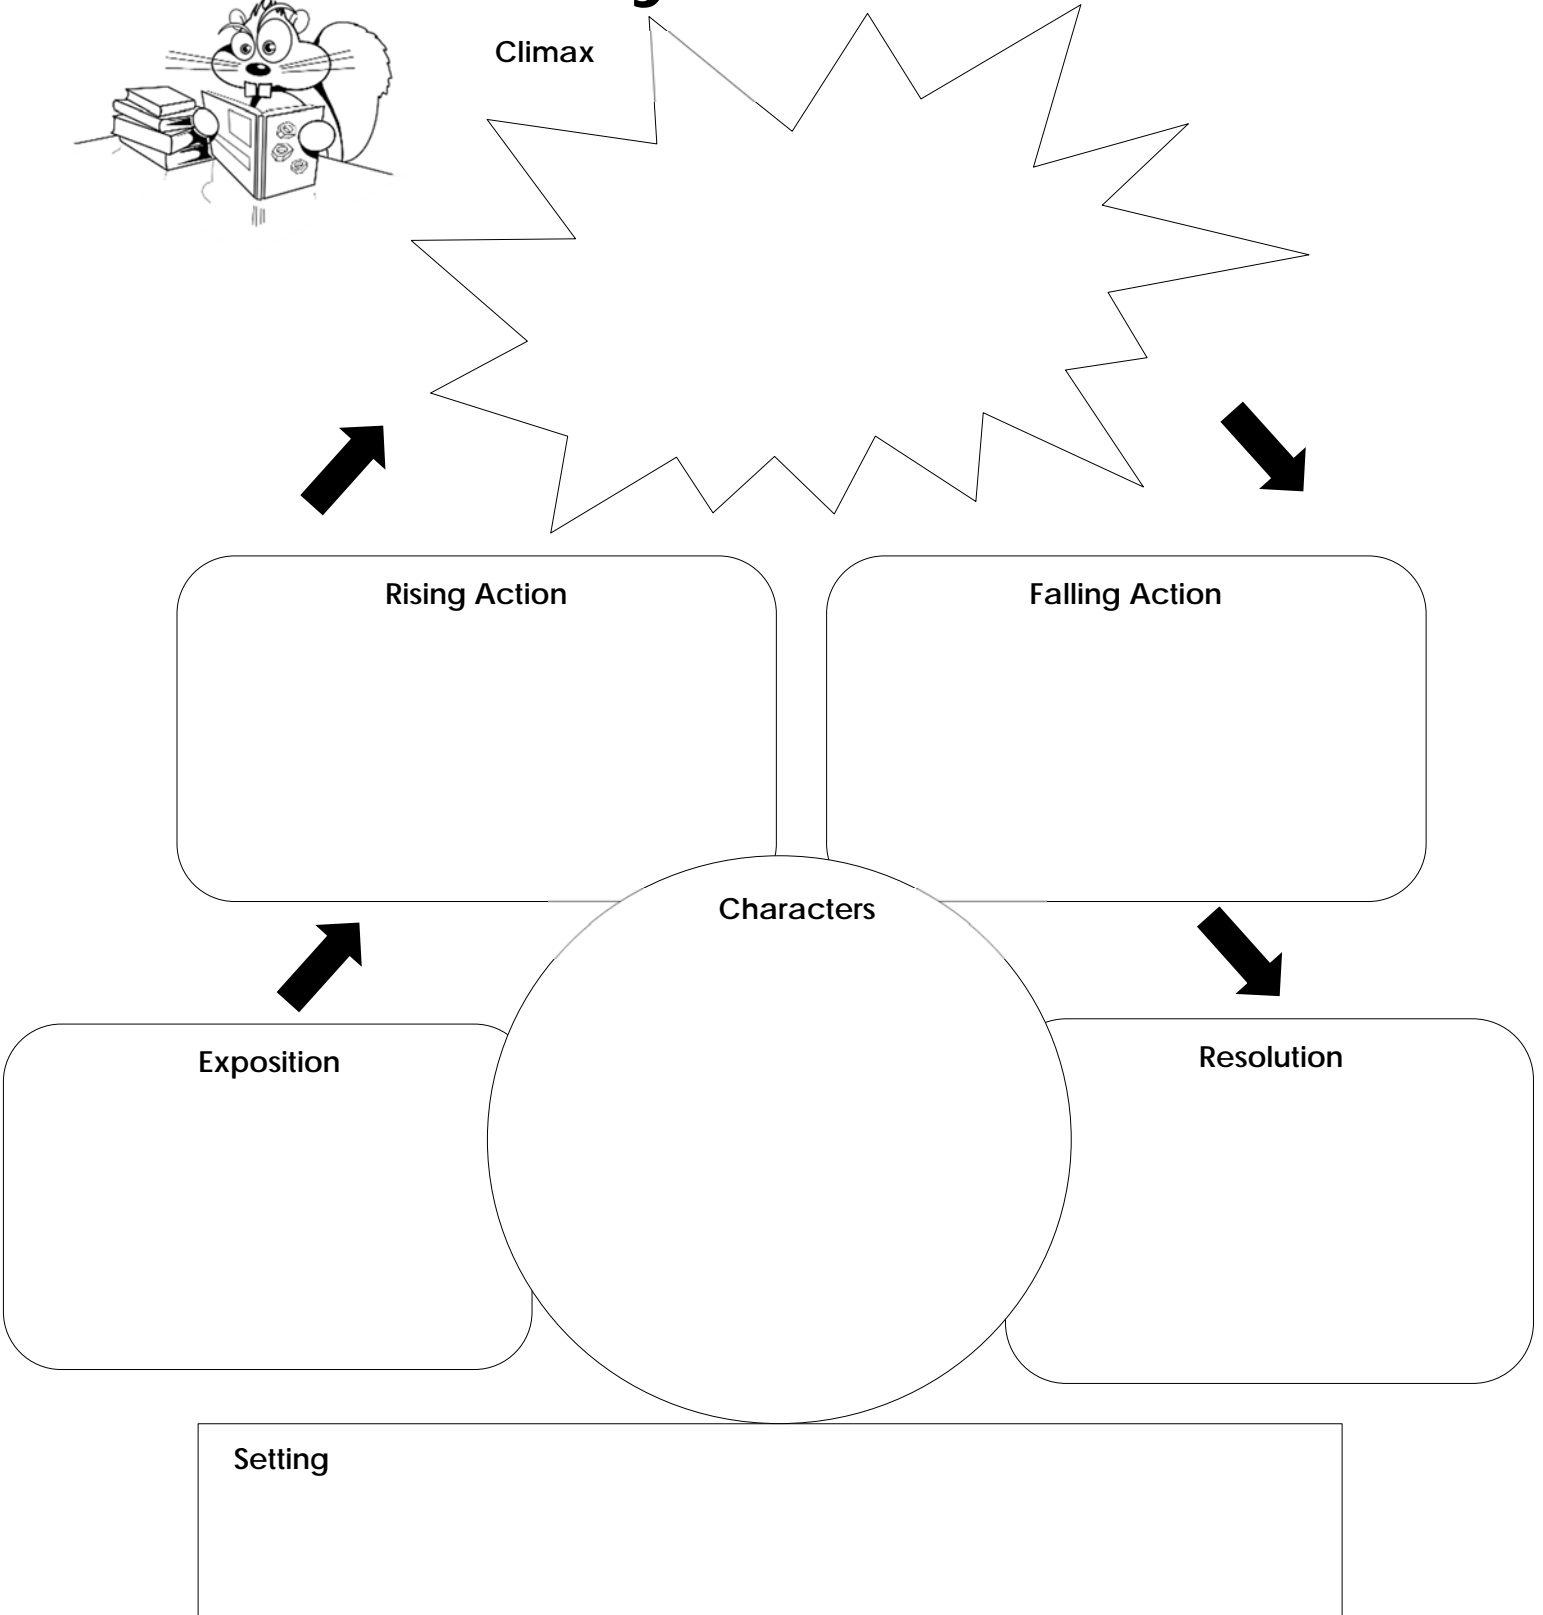 Climax
Rising Action
Falling Action
Characters
Exposition
Resolution
Setting